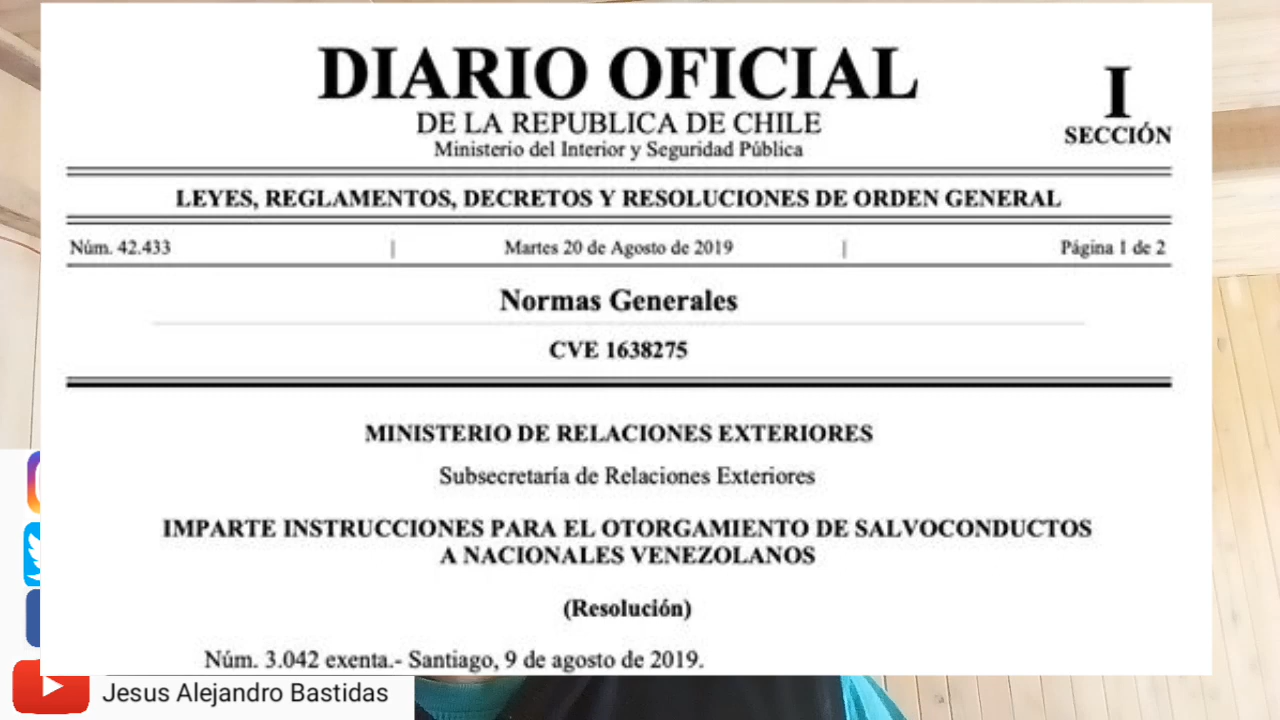 DIARIO OFICIAL
DE LA REPUBLICA DE CHILE
Ministerio del Interior y Seguridad Pública
I
SECCIÓN
LEYES, REGLAMENTOS, DECRETOS Y RESOLUCIONES DE ORDEN GENERAL
Núm. 42.433 | Martes 20 de Agosto de 2019 | Página 1 de 2
Normas Generales
CVE 1638275
MINISTERIO DE RELACIONES EXTERIORES
Subsecretaría de Relaciones Exteriores
IMPARTE INSTRUCCIONES PARA EL OTORGAMIENTO DE SALVOCONDUCTOS
A NACIONALES VENEZOLANOS
(Resolución)
Núm. 3.042 exenta.- Santiago, 9 de agosto de 2019.
Jesus Alejandro Bastidas